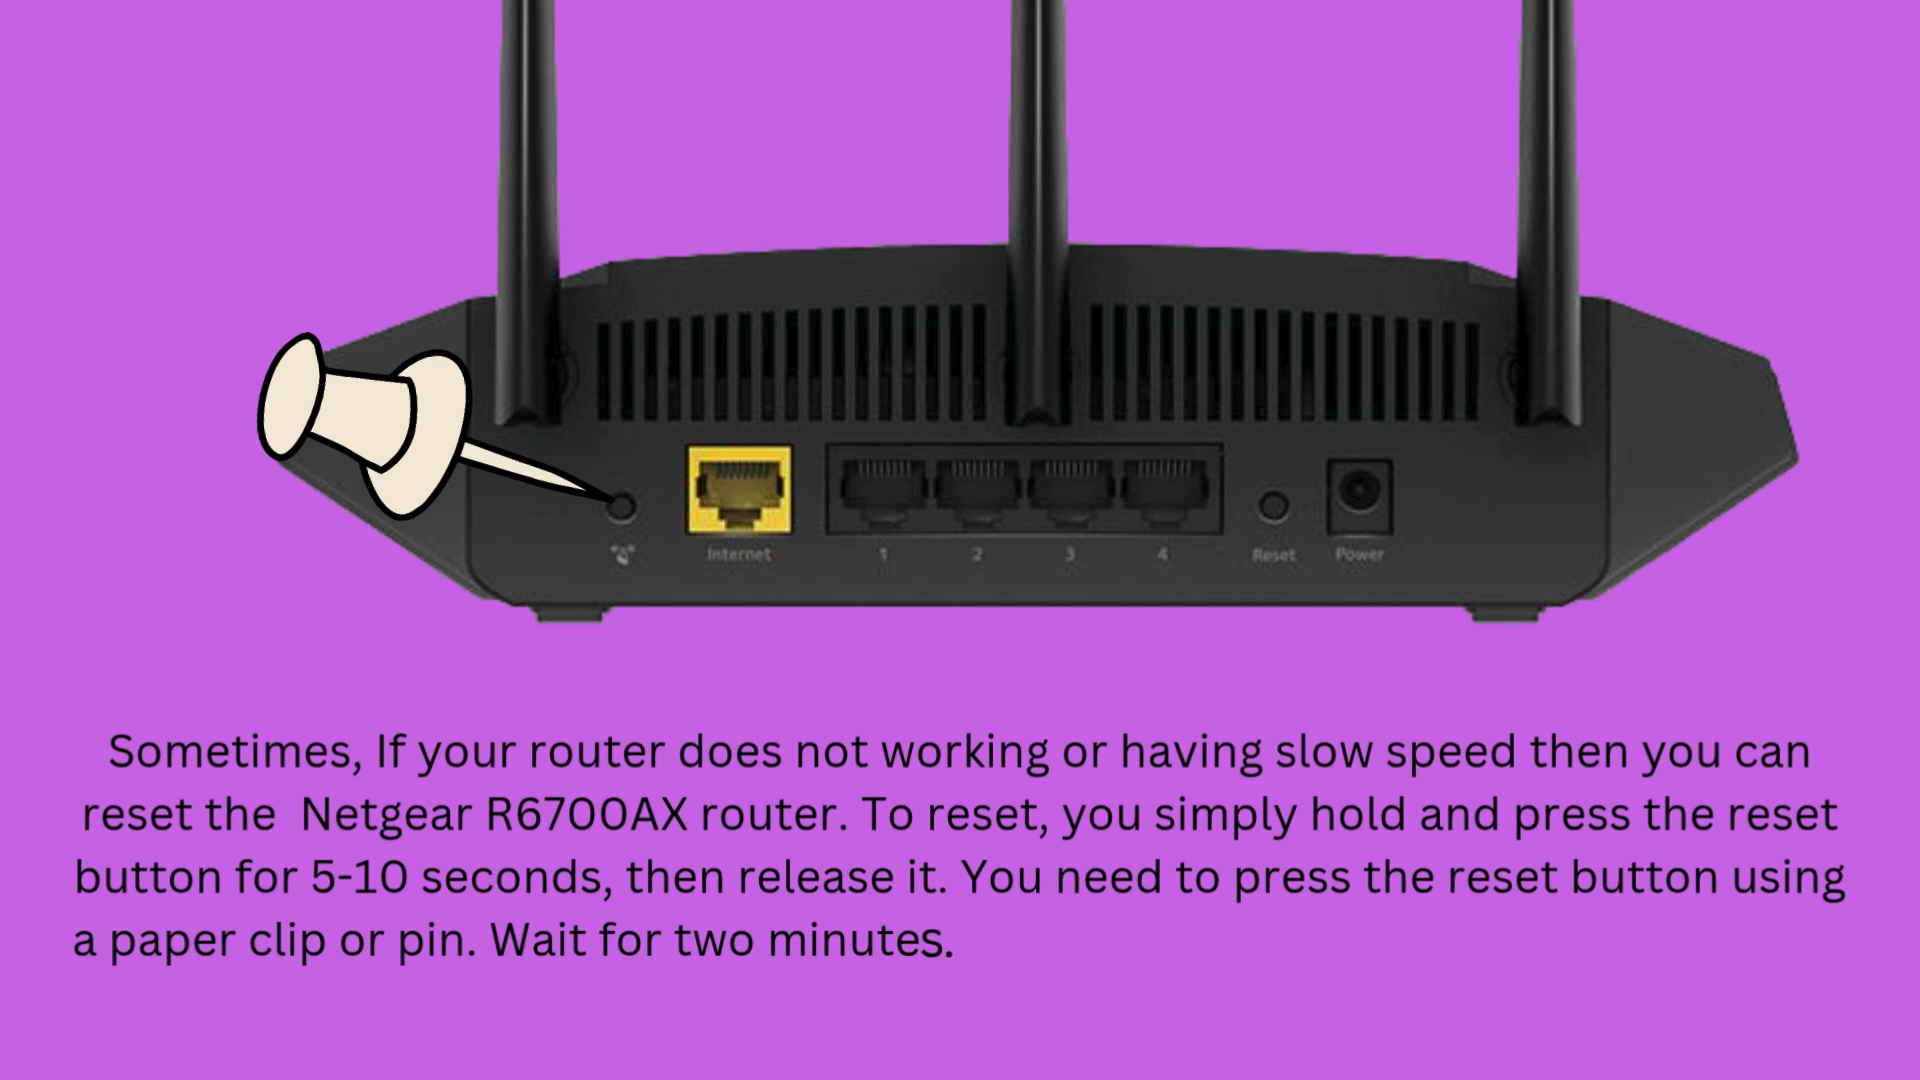 Internet
1 2 3 4
Reset
Power
Sometimes, If your router does not working or having slow speed then you can
reset the  Netgear R6700AX router. To reset, you simply hold and press the reset
button for 5-10 seconds, then release it. You need to press the reset button using
a paper clip or pin. Wait for two minutes.